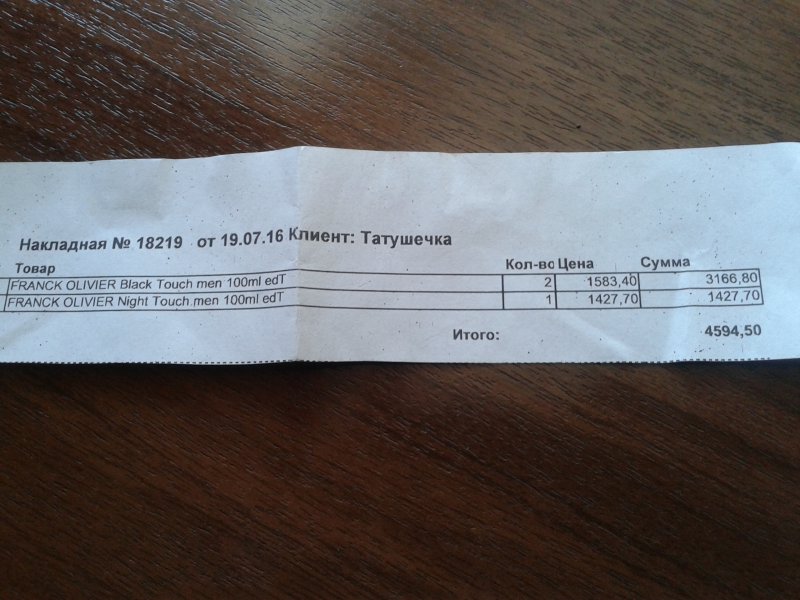 Накладная № 18219 от 19.07.16 Клиент: Татушечка
Товар Кол-во Цена Сумма
FRANCK OLIVIER Black Touch men 100ml edT 2 1583,40 3166,80
FRANCK OLIVIER Night Touch men 100ml edT 1 1427,70 1427,70
Итого: 4594,50